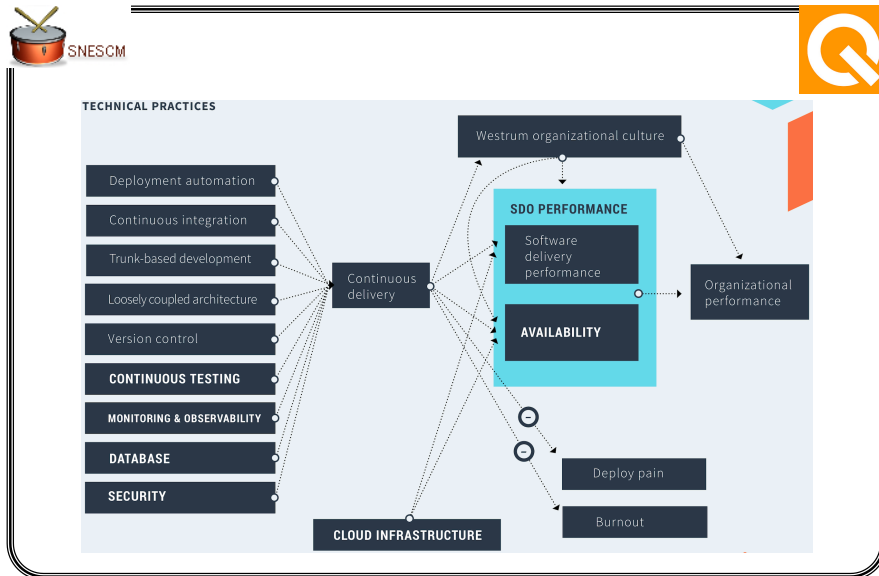 SNESCM
TECHNICAL PRACTICES
Westrum organizational culture
Deployment automation
Continuous integration
Trunk-based development
Loosely coupled architecture
Version control
CONTINUOUS TESTING
MONITORING & OBSERVABILITY
DATABASE
SECURITY
Continuous
delivery
SDO PERFORMANCE
Software
delivery
performance
AVAILABILITY
Organizational
performance
Deploy pain
Burnout
CLOUD INFRASTRUCTURE